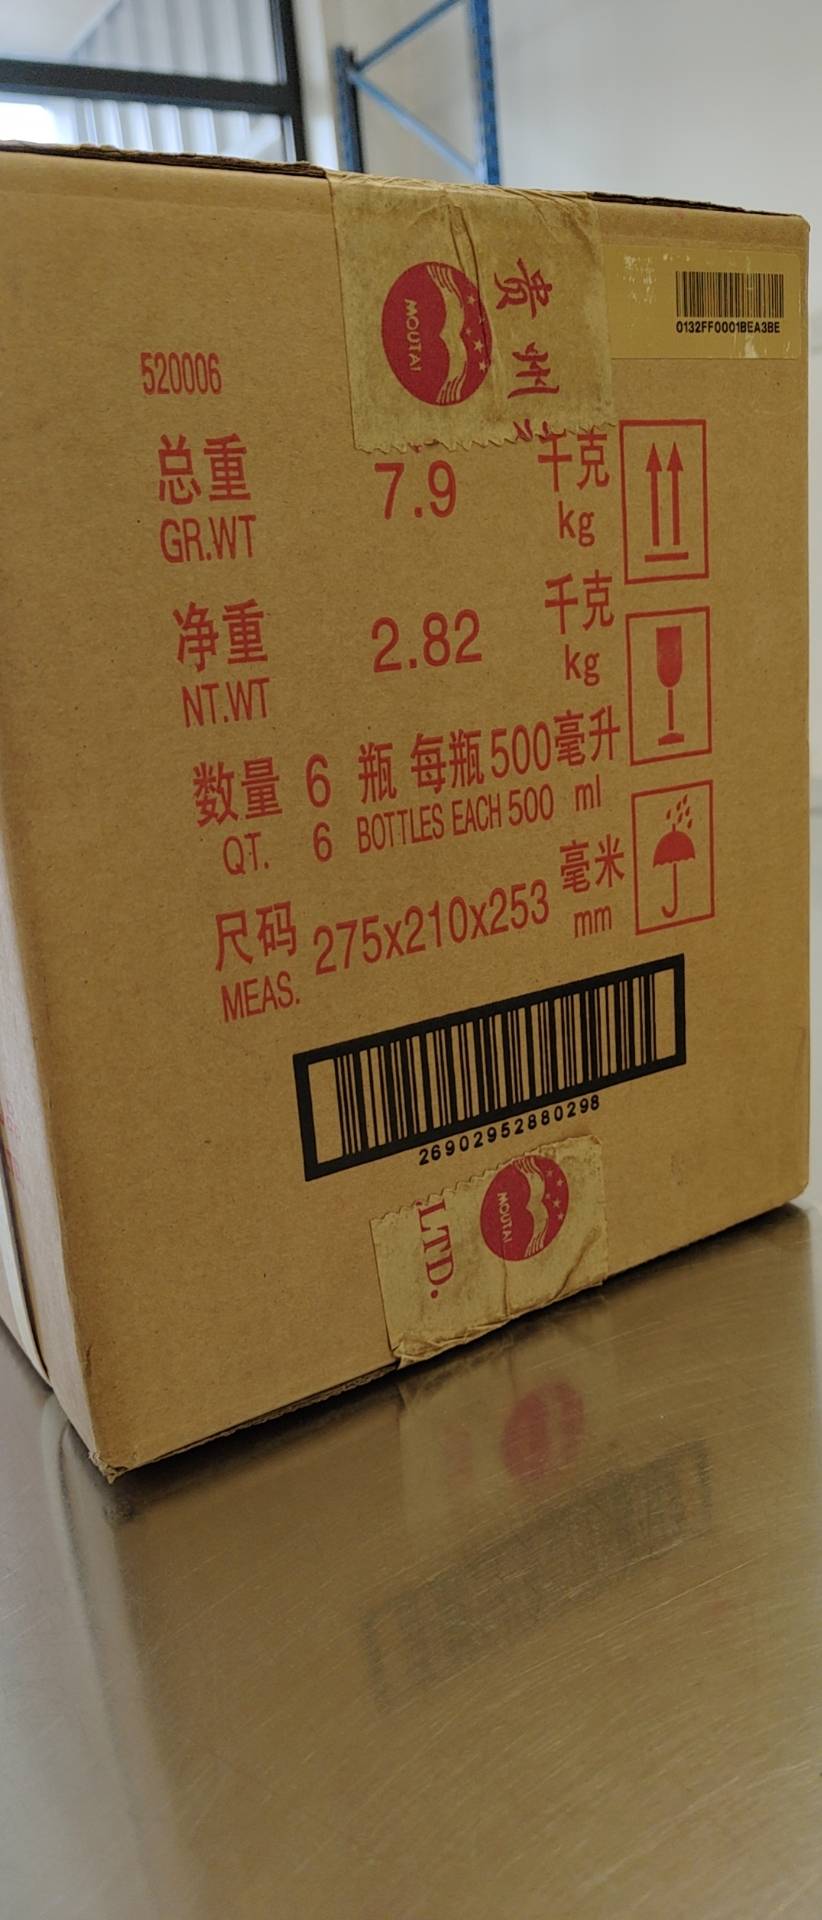 贵州
MOUTAI
0132FF0001BEA3BE
520006
总重 7.9 千克
GR.WT kg
净重 2.82 千克
NT.WT kg
数量 6 瓶 每瓶 500 毫升
QT. 6 BOTTLES EACH 500 ml
尺码 275x210x253 毫米
MEAS. mm
26902952880298
LTD.
MOUTAI